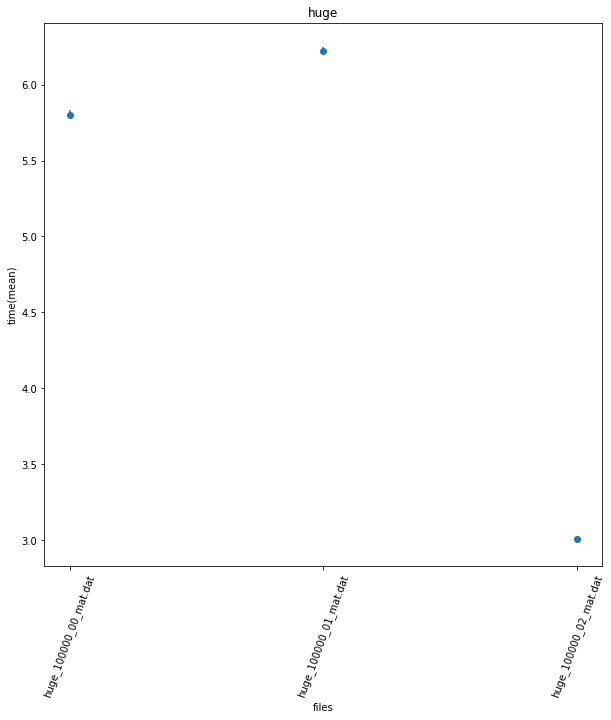 huge
6.0
5.5
5.0
4.5
4.0
3.5
3.0
time(mean)
huge_100000_00_mat.dat
huge_100000_01_mat.dat
huge_100000_02_mat.dat
files